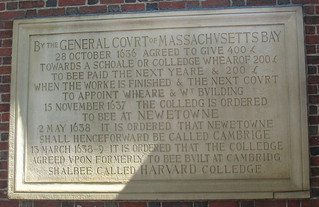 BY THE GENERAL COVRT OF MASSACHVSETTS BAY
28 OCTOBER 1636 AGREED TO GIVE 400 £
TOWARDS A SCHOALE OR COLLEDGE WHEAROF 200 £
TO BEE PAID THE NEXT YEARE & 200 £
WHEN THE WORKE IS FINISHED & THE NEXT COURT
TO APPOINT WHEARE & WT BVILDING
15 NOVEMBER 1637 THE COLLEDG IS ORDERED
TO BEE AT NEWETOWNE
2 MAY 1638 IT IS ORDERED THAT NEWETOWNE
SHALL HENCEFORWARD BE CALLED CAMBRIGE
13 MARCH 1638-9 IT IS ORDERED THAT THE COLLEDGE
AGREED VPON FORMERLY TO BEE BVILT AT CAMBRIDG
SHALBEE CALLED HARVARD COLLEDGE